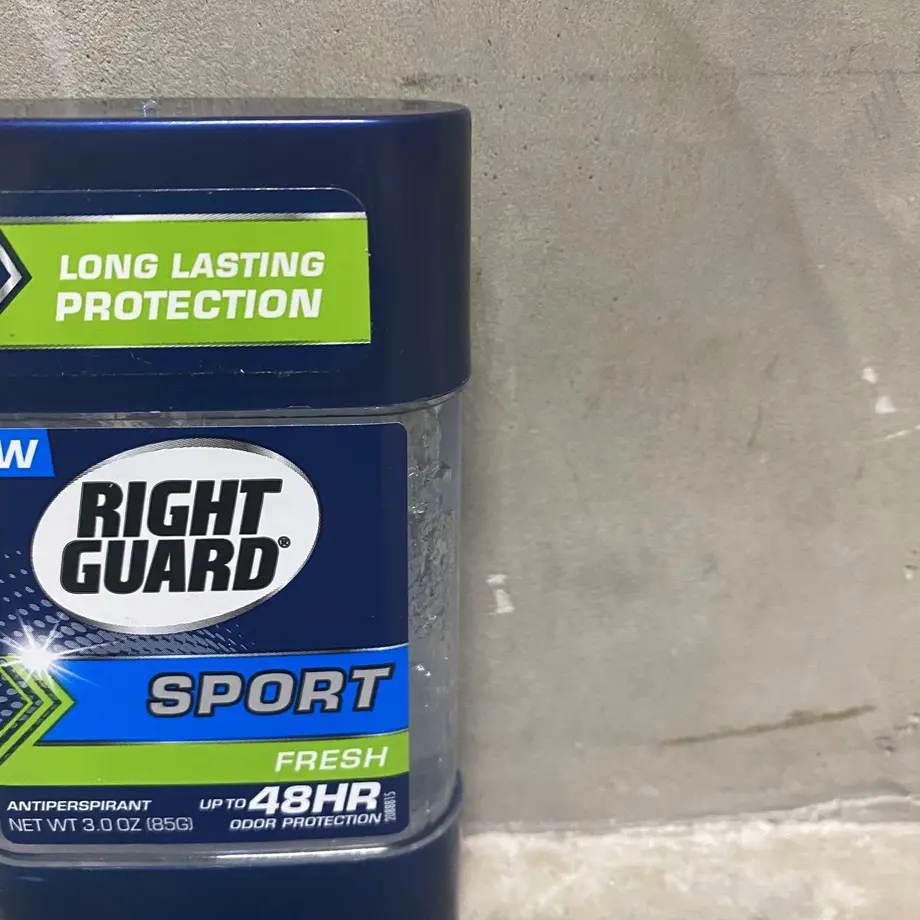 LONG LASTING
PROTECTION
W
RIGHT
GUARD®
SPORT
FRESH
ANTIPERSPIRANT
NET WT 3.0 OZ (85G)
UP TO 48HR
ODOR PROTECTION
2088815